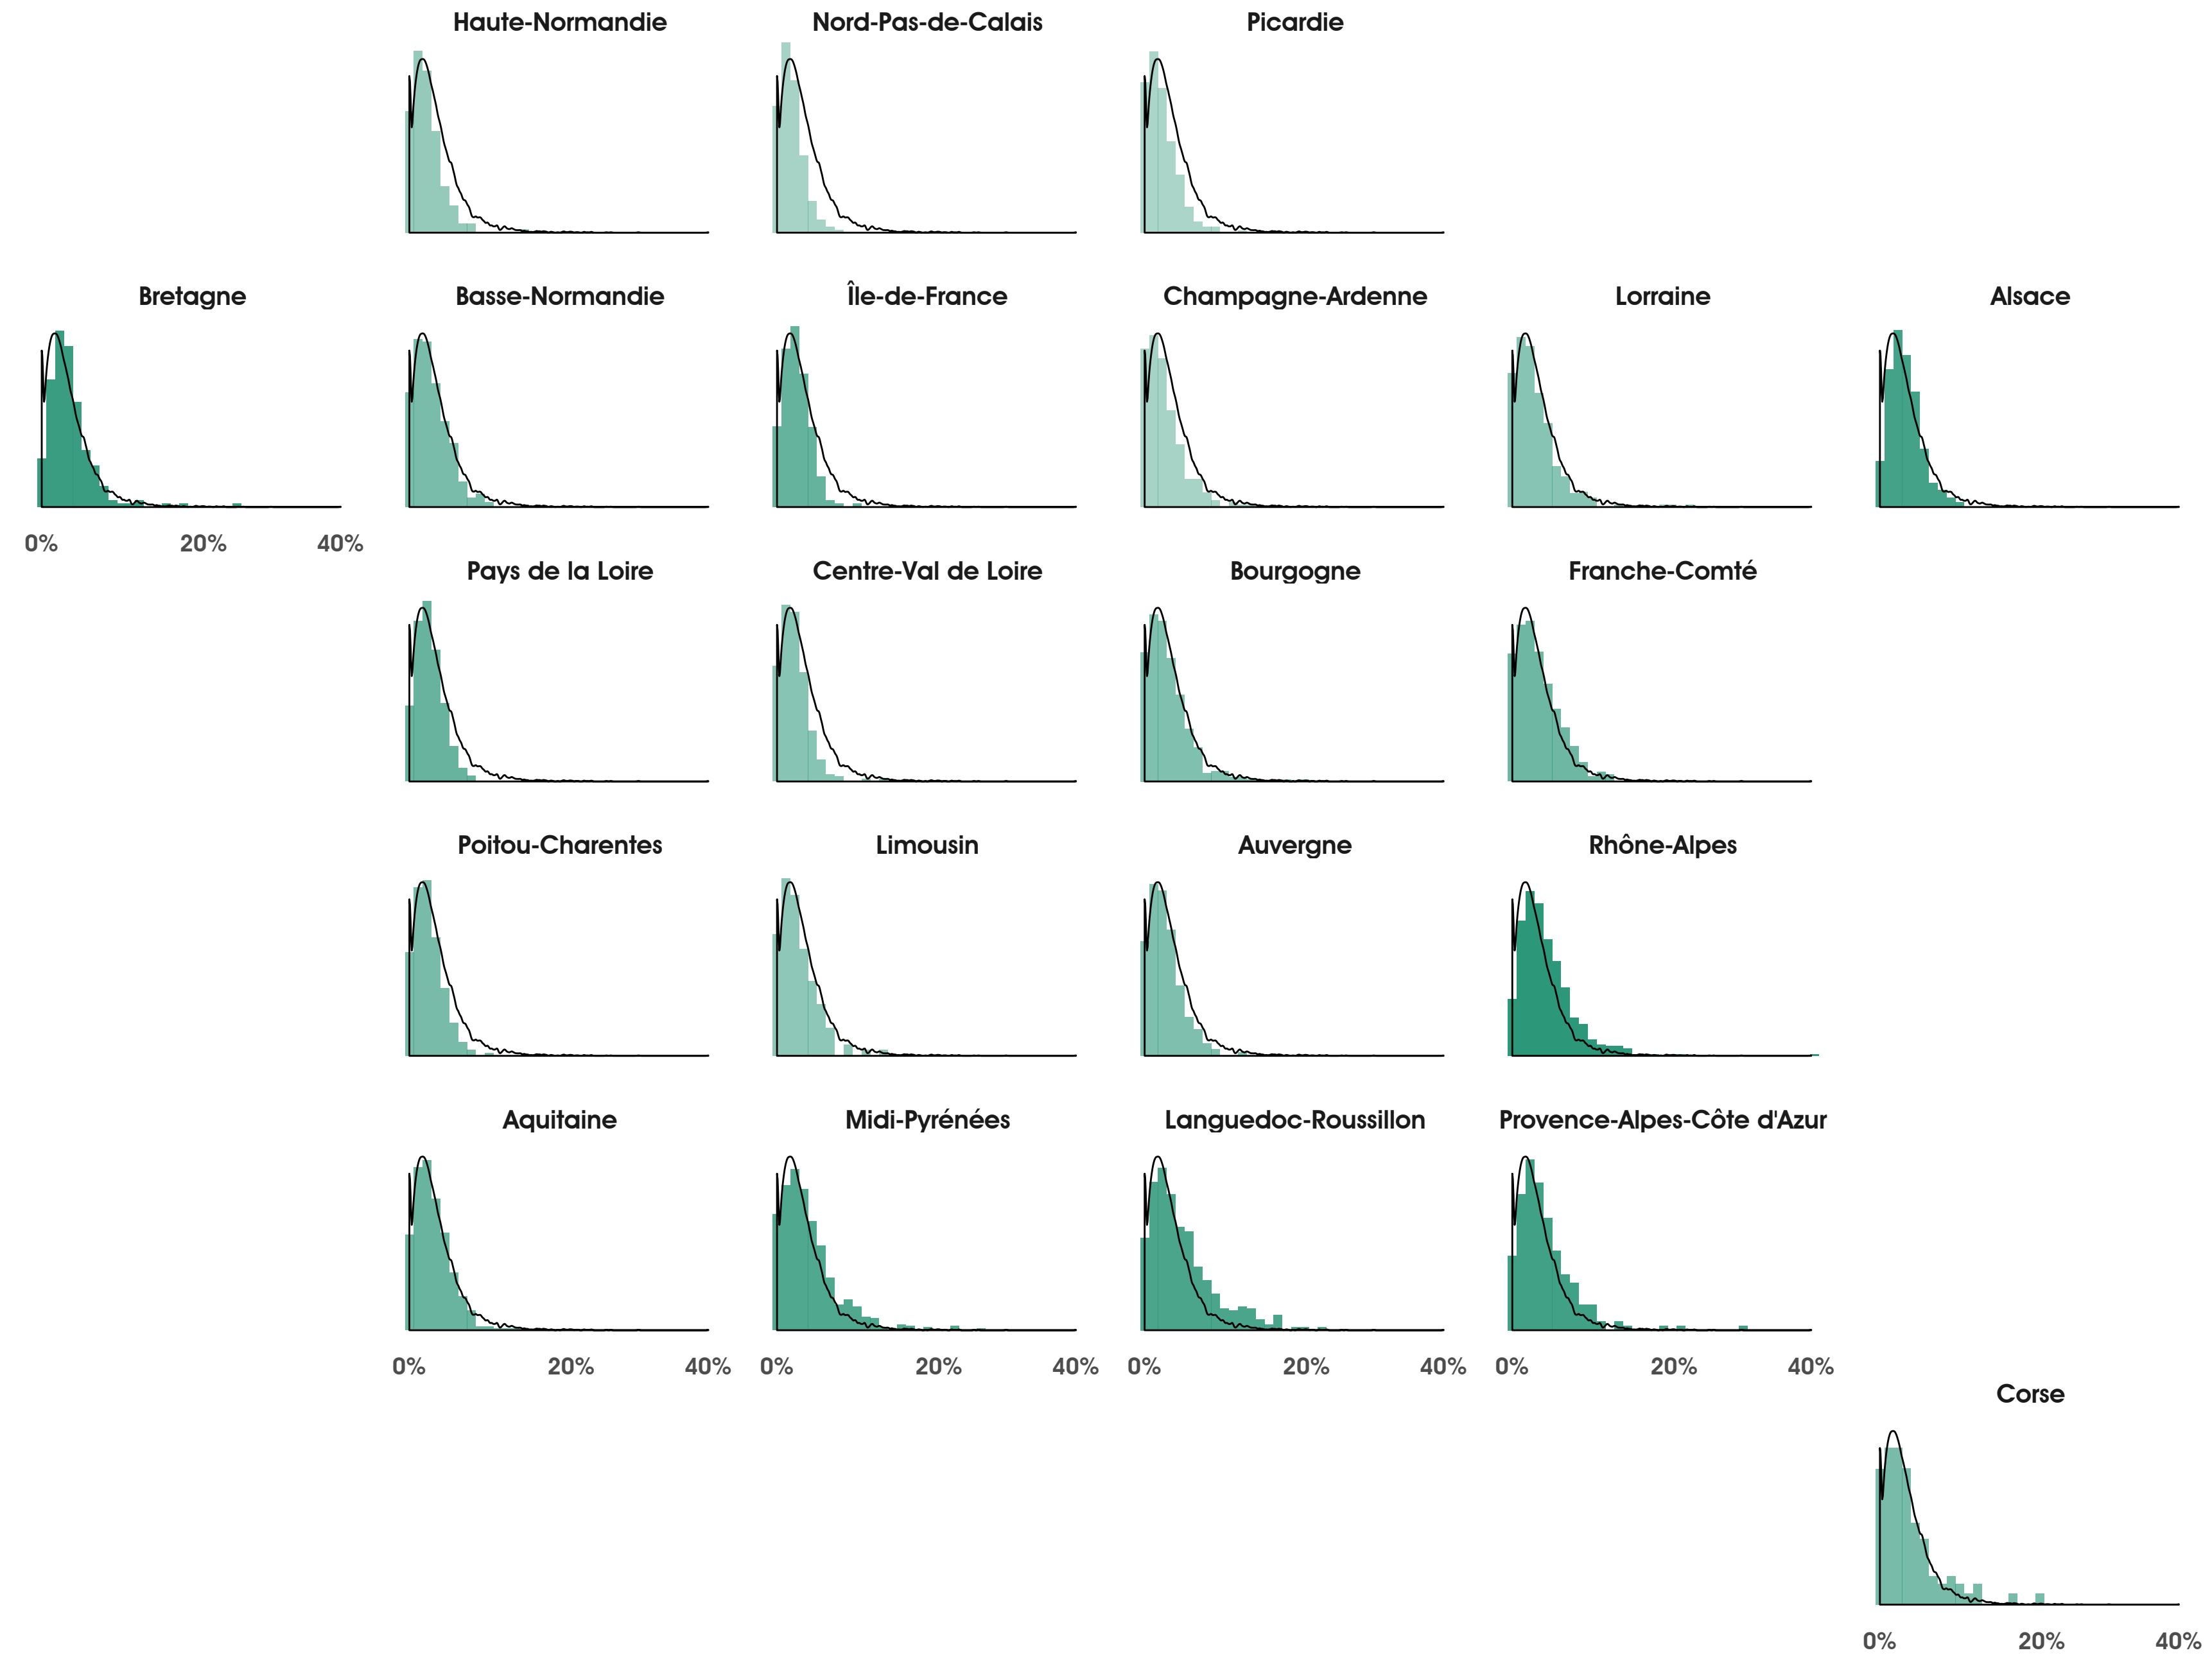 Haute-Normandie
Nord-Pas-de-Calais
Picardie
Bretagne
Basse-Normandie
Île-de-France
Champagne-Ardenne
Lorraine
Alsace
0% 20% 40%
Pays de la Loire
Centre-Val de Loire
Bourgogne
Franche-Comté
Poitou-Charentes
Limousin
Auvergne
Rhône-Alpes
Aquitaine
Midi-Pyrénées
Languedoc-Roussillon
Provence-Alpes-Côte d'Azur
0% 20% 40%
0% 20% 40%
0% 20% 40%
0% 20% 40%
Corse
0% 20% 40%